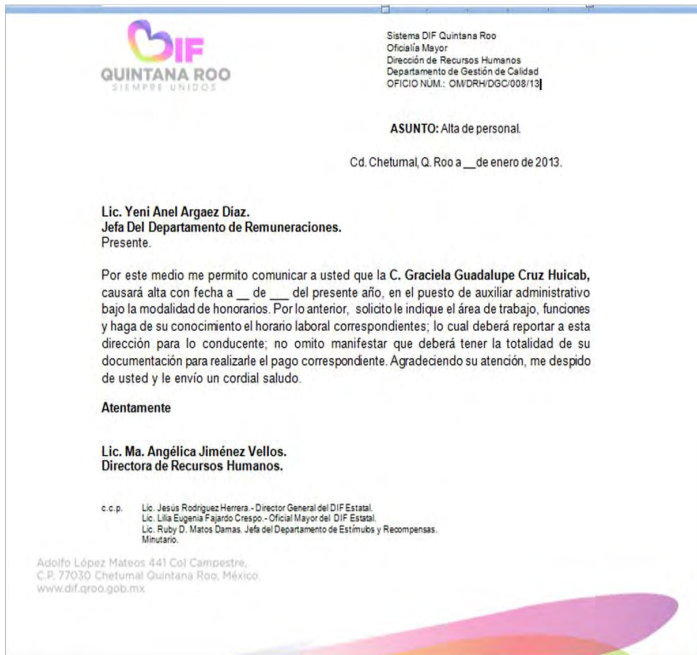 DIF
QUINTANA ROO
SIEMPRE UNIDOS
Sistema DIF Quintana Roo
Oficialía Mayor
Dirección de Recursos Humanos
Departamento de Gestión de Calidad
OFICIO NÚM.: OM/DRH/DGC/008/13
ASUNTO: Alta de personal.
Cd. Chetumal, Q. Roo a __de enero de 2013.
Lic. Yeni Anel Argaez Díaz.
Jefa Del Departamento de Remuneraciones.
Presente.
Por este medio me permito comunicar a usted que la C. Graciela Guadalupe Cruz Huicab,
causará alta con fecha a __ de ___ del presente año, en el puesto de auxiliar administrativo
bajo la modalidad de honorarios. Por lo anterior, solicito le indique el área de trabajo, funciones
y haga de su conocimiento el horario laboral correspondientes; lo cual deberá reportar a esta
dirección para lo conducente; no omito manifestar que deberá tener la totalidad de su
documentación para realizarle el pago correspondiente. Agradeciendo su atención, me despido
de usted y le envío un cordial saludo.
Atentamente
Lic. Ma. Angélica Jiménez Vellos.
Directora de Recursos Humanos.
c.c.p. Lic. Jesús Rodríguez Herrera.- Director General del DIF Estatal.
Lic. Lilia Eugenia Fajardo Crespo.- Oficial Mayor del DIF Estatal.
Lic. Ruby D. Matos Damas. Jefa del Departamento de Estímulos y Recompensas.
Minutario.
Adolfo López Mateos 441 Col Campestre,
C.P. 77030 Chetumal Quintana Roo, México.
www.dif.qroo.gob.mx